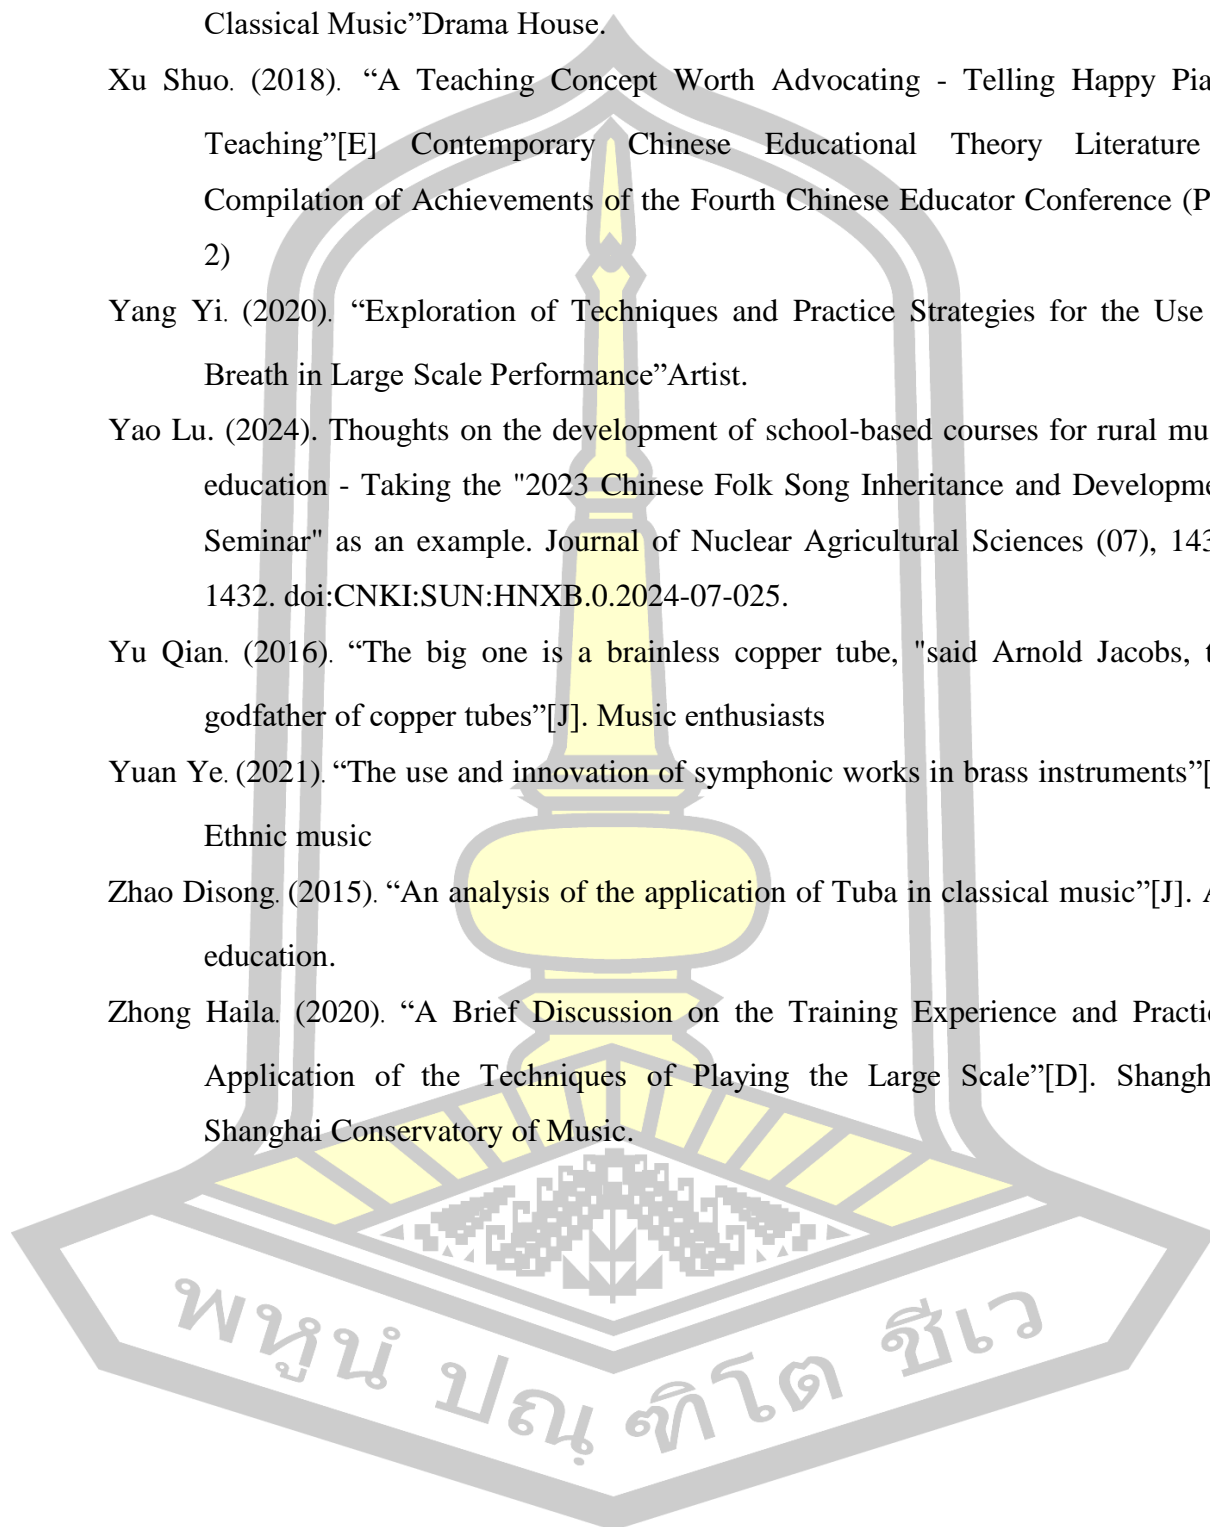 Classical Music”Drama House.
Xu Shuo. (2018). “A Teaching Concept Worth Advocating - Telling Happy Pia
Teaching”[E] Contemporary Chinese Educational Theory Literature
Compilation of Achievements of the Fourth Chinese Educator Conference (P
2)
Yang Yi. (2020). “Exploration of Techniques and Practice Strategies for the Use
Breath in Large Scale Performance”Artist.
Yao Lu. (2024). Thoughts on the development of school-based courses for rural mu
education - Taking the "2023 Chinese Folk Song Inheritance and Developme
Seminar" as an example. Journal of Nuclear Agricultural Sciences (07), 143
1432. doi:CNKI:SUN:HNXB.0.2024-07-025.
Yu Qian. (2016). “The big one is a brainless copper tube, "said Arnold Jacobs, t
godfather of copper tubes”[J]. Music enthusiasts
Yuan Ye. (2021). “The use and innovation of symphonic works in brass instruments”[
Ethnic music
Zhao Disong. (2015). “An analysis of the application of Tuba in classical music”[J]. A
education.
Zhong Haila. (2020). “A Brief Discussion on the Training Experience and Practic
Application of the Techniques of Playing the Large Scale”[D]. Shangh
Shanghai Conservatory of Music.
พหูนํ ปณฺฑิโต ชีเว